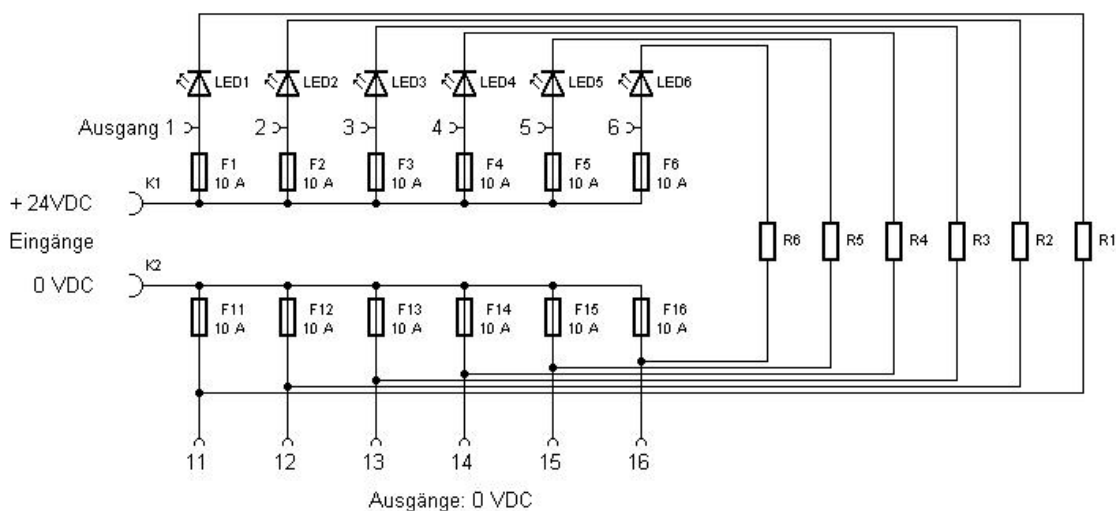 LED1 LED2 LED3 LED4 LED5 LED6
Ausgang 1 2 3 4 5 6
F1 F2 F3 F4 F5 F6
10 A 10 A 10 A 10 A 10 A 10 A
K1
+ 24VDC
Eingänge
R6 R5 R4 R3 R2 R1
K2
0 VDC
F11 F12 F13 F14 F15 F16
10 A 10 A 10 A 10 A 10 A 10 A
11 12 13 14 15 16
Ausgänge: 0 VDC